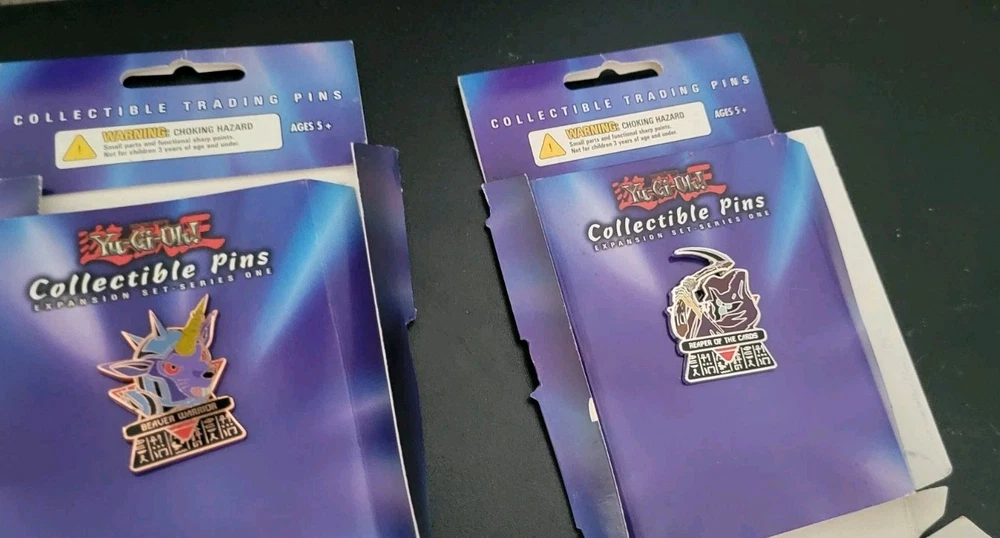 COLLECTIBLE TRADING PINS
WARNING: CHOKING HAZARD
Small parts and functional sharp points.
Not for children 3 years of age and under.
AGES 5+
Yu-Gi-Oh!
Collectible Pins
EXPANSION SET-SERIES ONE
BEAVER WARRIOR
COLLECTIBLE TRADING PINS
WARNING: CHOKING HAZARD
Small parts and functional sharp points.
Not for children 3 years of age and under.
AGES 5+
Yu-Gi-Oh!
Collectible Pins
EXPANSION SET-SERIES ONE
REAPER OF THE CARDS